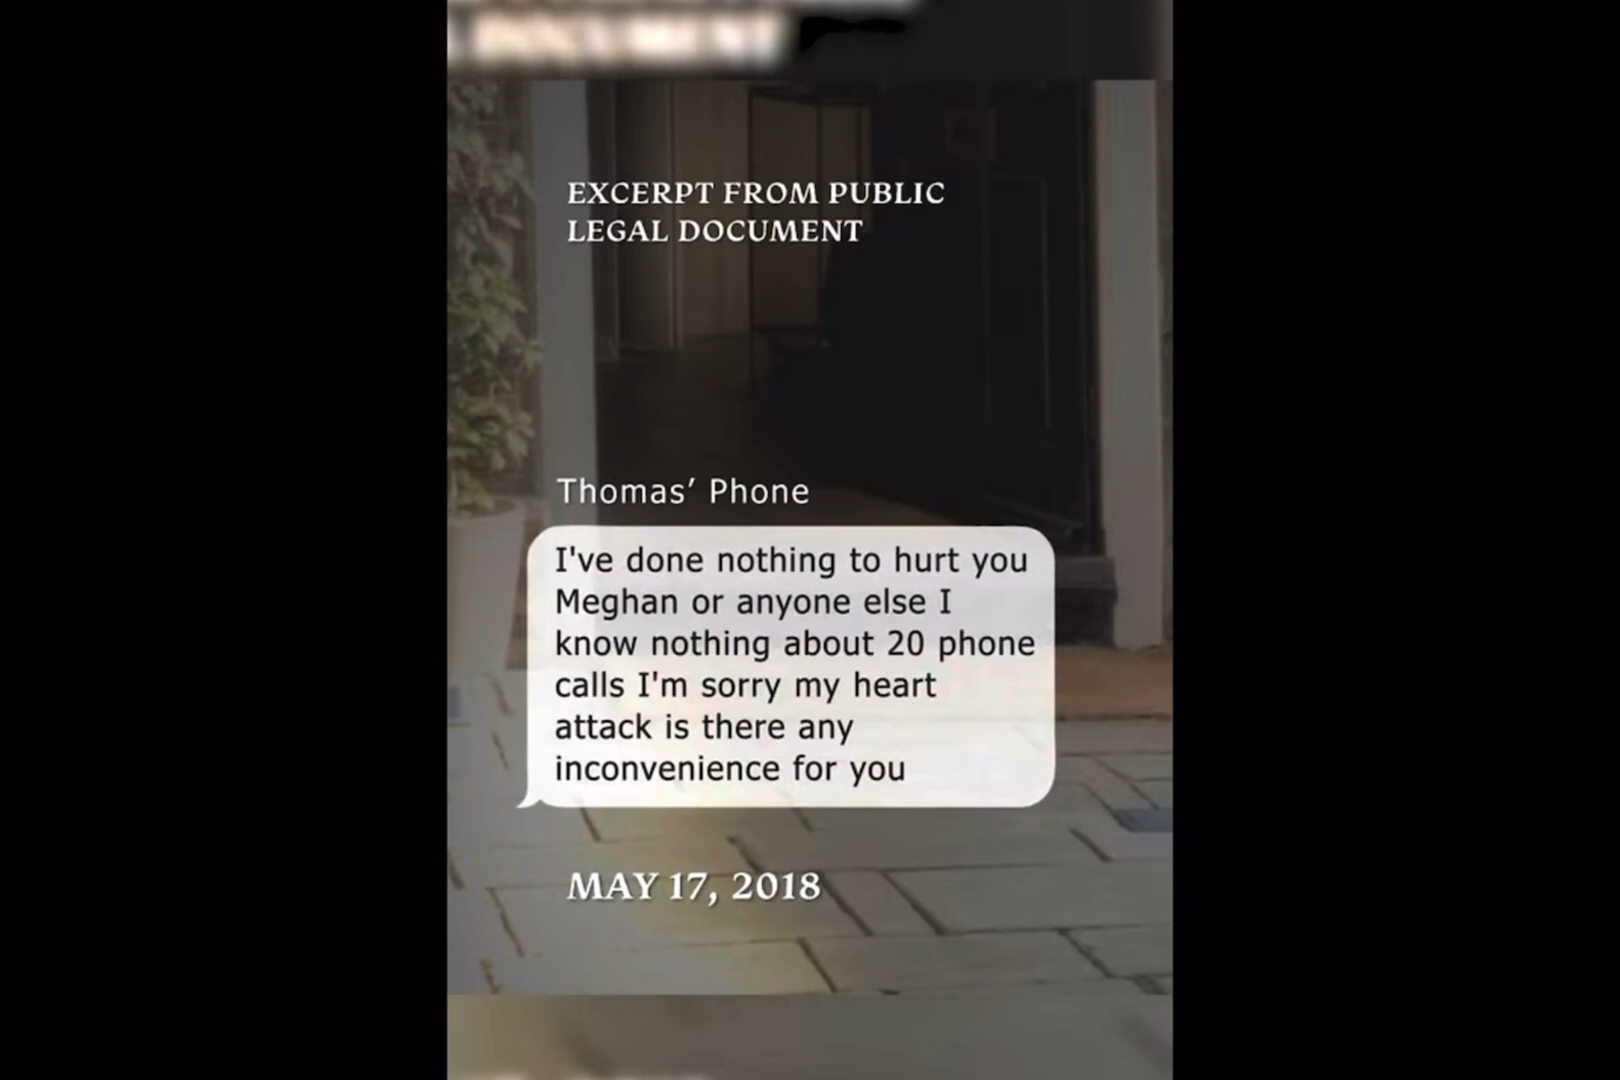 EXCERPT FROM PUBLIC
LEGAL DOCUMENT
Thomas’ Phone
I've done nothing to hurt you
Meghan or anyone else I
know nothing about 20 phone
calls I'm sorry my heart
attack is there any
inconvenience for you
MAY 17, 2018